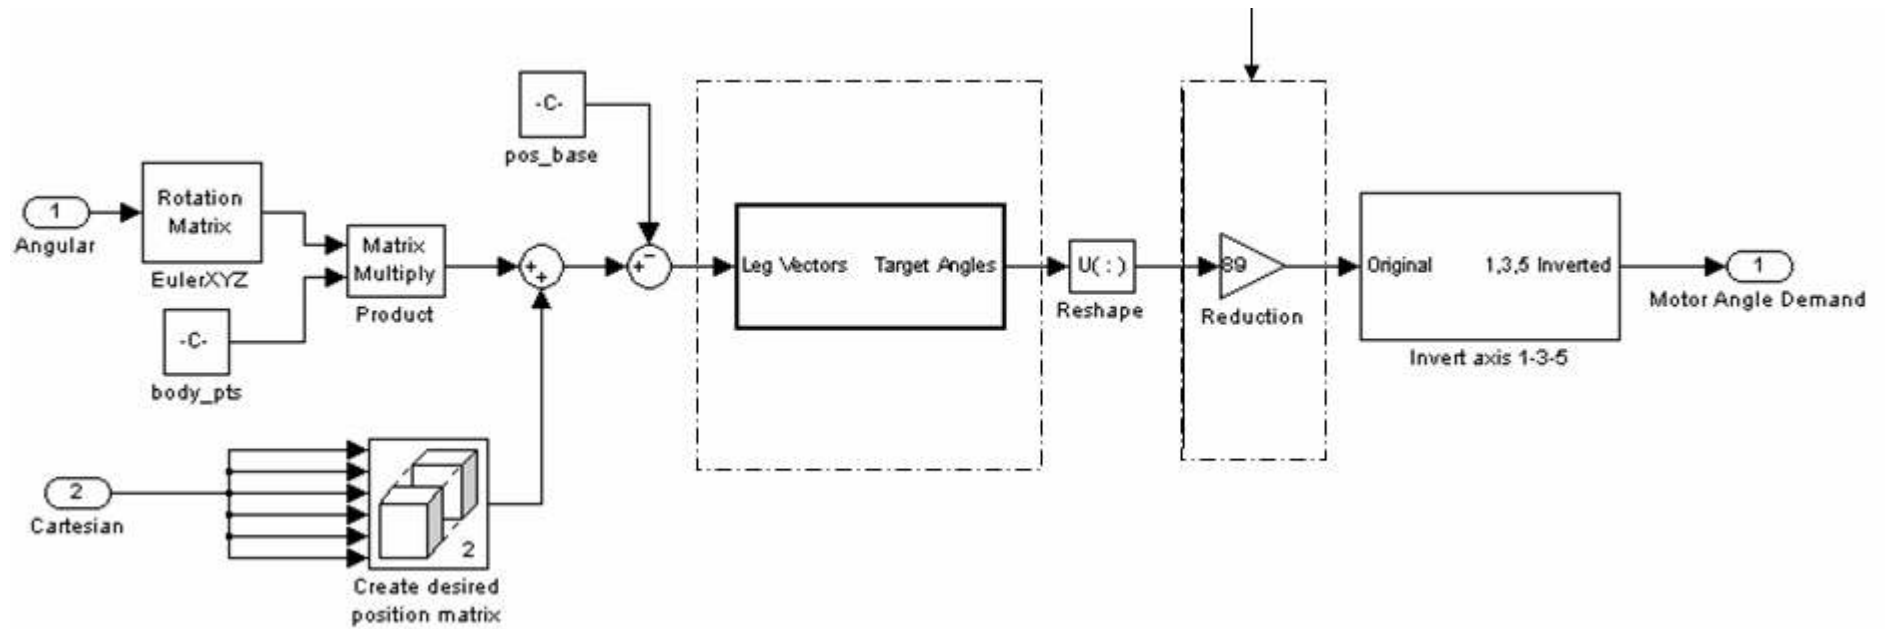 -C-
pos_base
1
Angular
Rotation
Matrix
EulerXYZ
Matrix
Multiply
Product
-C-
body_pts
+
+
+
-
Leg Vectors
Target Angles
U(:)
Reshape
89
Reduction
Original
1,3,5 Inverted
Invert axis 1-3-5
1
Motor Angle Demand
2
Cartesian
2
Create desired
position matrix